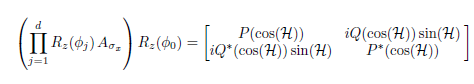 $$\left(\prod_{j=1}^{d} R_z(\phi_j) A_{\sigma_x}\right) R_z(\phi_0) = \begin{bmatrix} P(\cos(\mathcal{H})) & iQ(\cos(\mathcal{H}))\sin(\mathcal{H}) \\ iQ^*(\cos(\mathcal{H}))\sin(\mathcal{H}) & P^*(\cos(\mathcal{H})) \end{bmatrix}$$